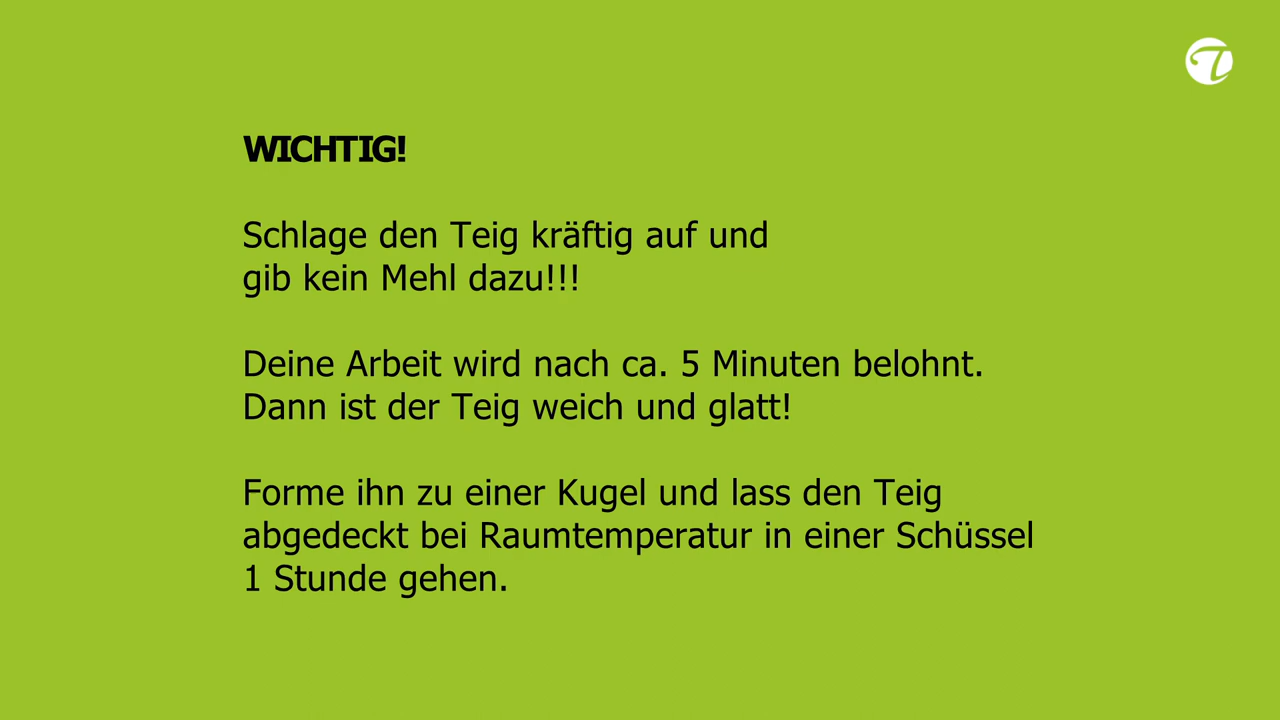 WICHTIG!
Schlage den Teig kräftig auf und
gib kein Mehl dazu!!!
Deine Arbeit wird nach ca. 5 Minuten belohnt.
Dann ist der Teig weich und glatt!
Forme ihn zu einer Kugel und lass den Teig
abgedeckt bei Raumtemperatur in einer Schüssel
1 Stunde gehen.